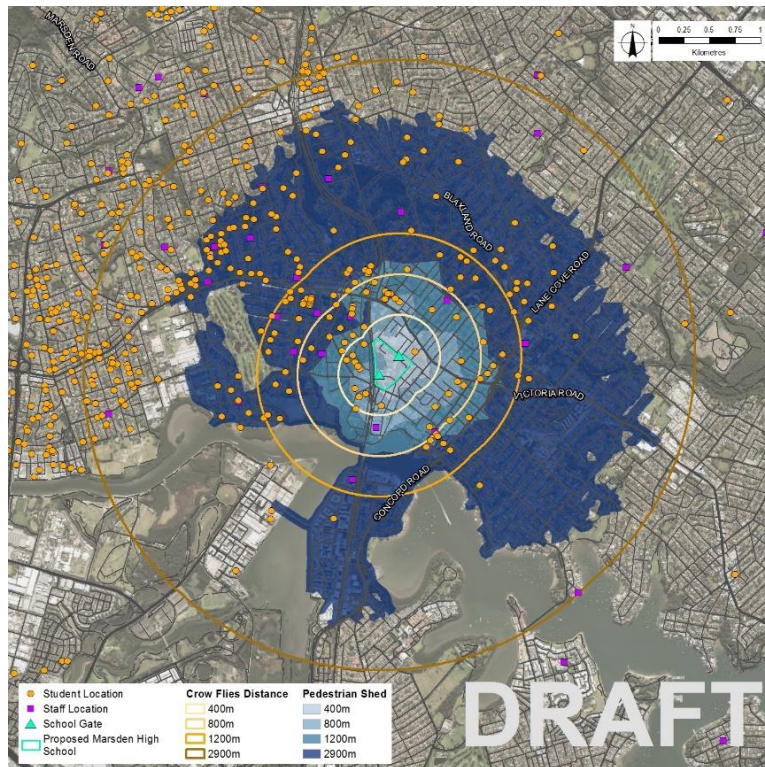 MARSDEN ROAD
N
0 0.25 0.5 0.75 1
Kilometres
BLAXLAND ROAD
LANE COVE ROAD
VICTORIA ROAD
CONCORD ROAD
Student Location
Staff Location
School Gate
Proposed Marsden High
School
Crow Flies Distance
400m
800m
1200m
2900m
Pedestrian Shed
400m
800m
1200m
2900m
DRAFT